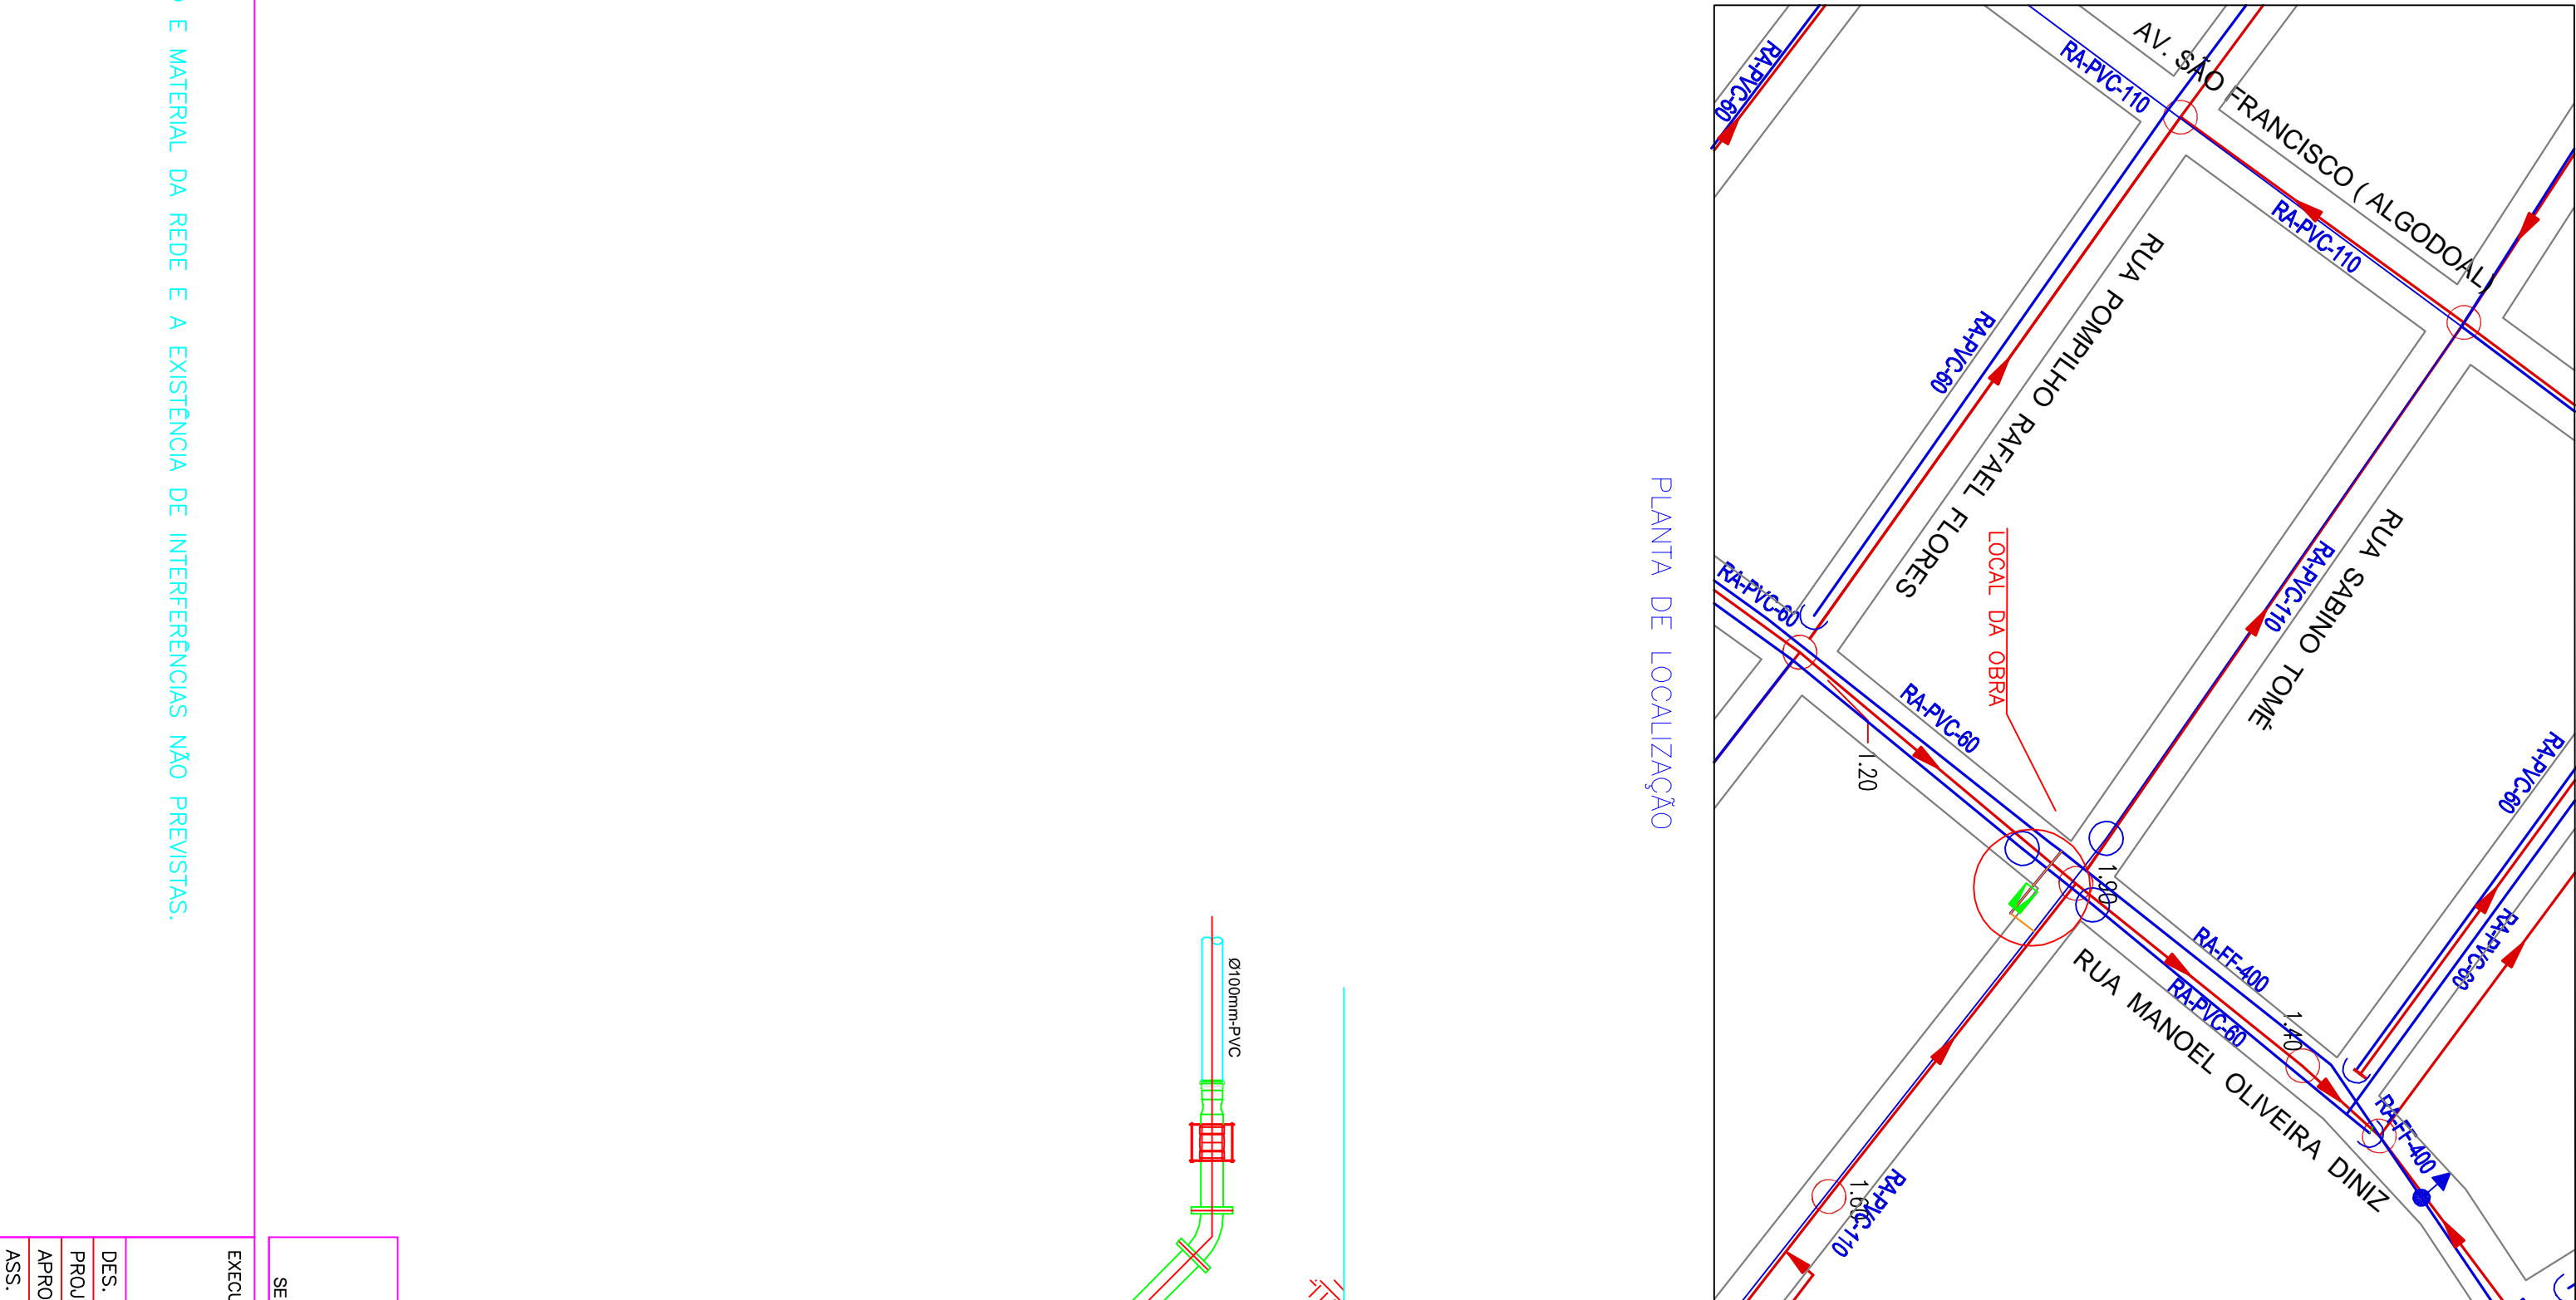 AV. SÃO FRANCISCO ( ALGODOAL)
RA-PVC-60
RA-PVC-110
RA-PVC-110
RUA POMPILHO RAFAEL FLORES
RA-PVC-60
RUA SABINO TOMÉ
RA-PVC-110
LOCAL DA OBRA
RA-PVC-60
RA-PVC-60
1.20
RA-PVC-60
RA-PVC-60
1.90
RA-FF-400
RA-PVC-60
1.40
RUA MANOEL OLIVEIRA DINIZ
RA-FF-400
1.60
RA-PVC-110
PLANTA DE LOCALIZAÇÃO
Ø100mm-PVC
E MATERIAL DA REDE E A EXISTÊNCIA DE INTERFERÊNCIAS NÃO PREVISTAS.
SE
EXECU
DES.
PROJ
APRO
ASS.